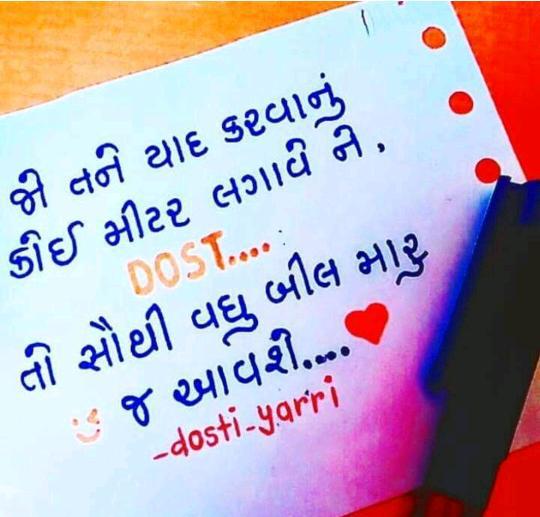 જો તને યાદ કરવાનું
કોઈ મીટર લગાવે ને,
DOST....
તો સૌથી વધુ બીલ મારુ
જ આવશે....
-dosti-yarri